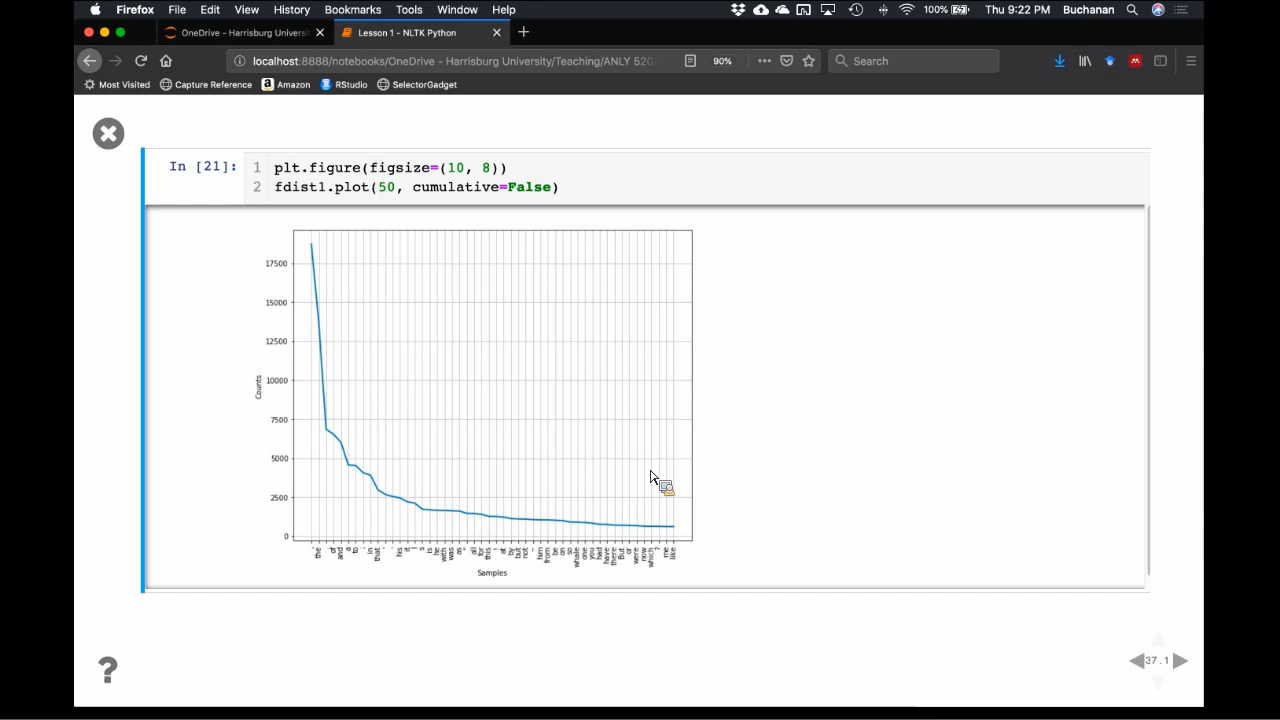 Firefox File Edit View History Bookmarks Tools Window Help 100% Thu 9:22 PM Buchanan
OneDrive - Harrisburg Universit Lesson 1 - NLTK Python
localhost:8888/notebooks/OneDrive - Harrisburg University/Teaching/ANLY 520 90% Search
Most Visited Capture Reference Amazon RStudio SelectorGadget
In [21]: 1 plt.figure(figsize=(10, 8))
2 fdist1.plot(50, cumulative=False)
17500
15000
12500
10000
7500
5000
2500
0
Counts
, the . of and a to ; in that ' - his it I s is he with was as " all for this ! at by but not -- him from be on so whale one you had have there But or were now which ? me like
Samples
?
37.1